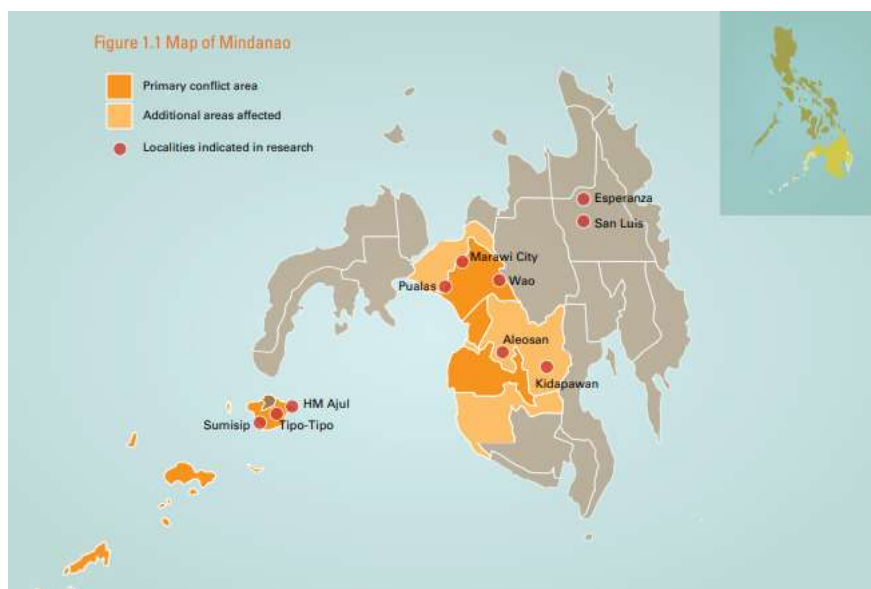 Figure 1.1 Map of Mindanao
Primary conflict area
Additional areas affected
Localities indicated in research
Esperanza
San Luis
Marawi City
Pualas
Wao
Aleosan
Kidapawan
HM Ajul
Sumisip
Tipo-Tipo